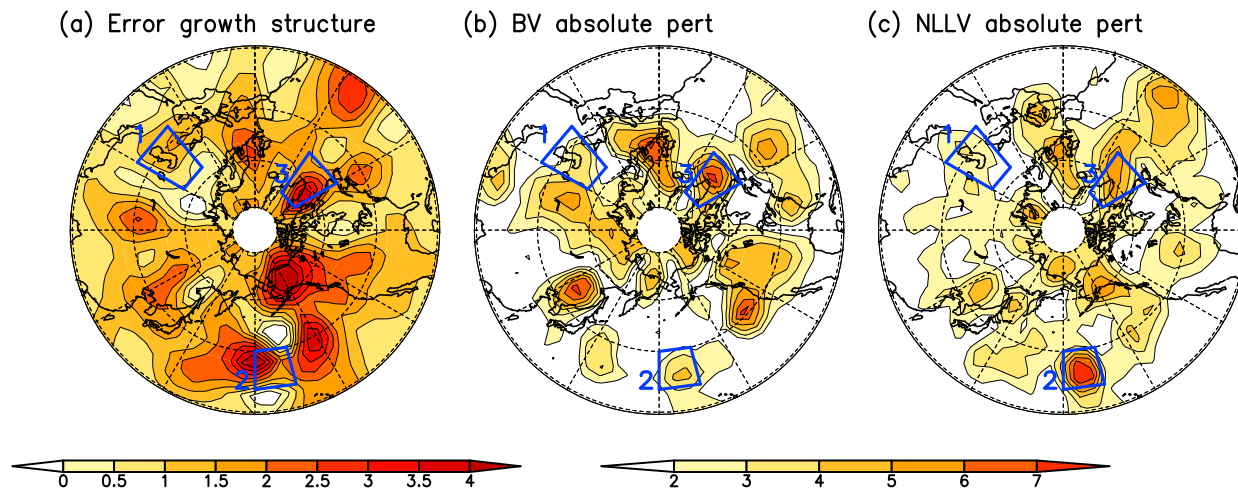 (a) Error growth structure (b) BV absolute pert (c) NLLV absolute pert
1 1 1
3 3 3
2 2 2
0 0.5 1 1.5 2 2.5 3 3.5 4 2 3 4 5 6 7